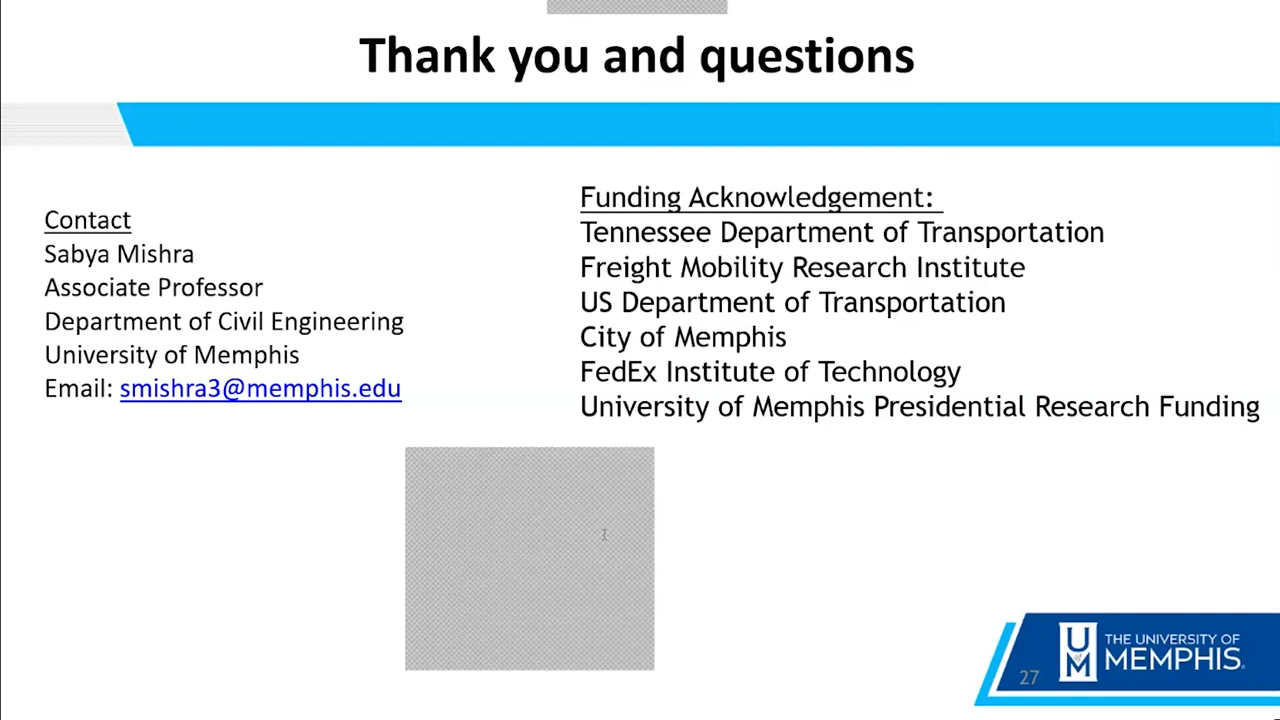 Thank you and questions
Contact
Sabya Mishra
Associate Professor
Department of Civil Engineering
University of Memphis
Email: smishra3@memphis.edu
Funding Acknowledgement:
Tennessee Department of Transportation
Freight Mobility Research Institute
US Department of Transportation
City of Memphis
FedEx Institute of Technology
University of Memphis Presidential Research Funding
27
U of M
THE UNIVERSITY OF
MEMPHIS.